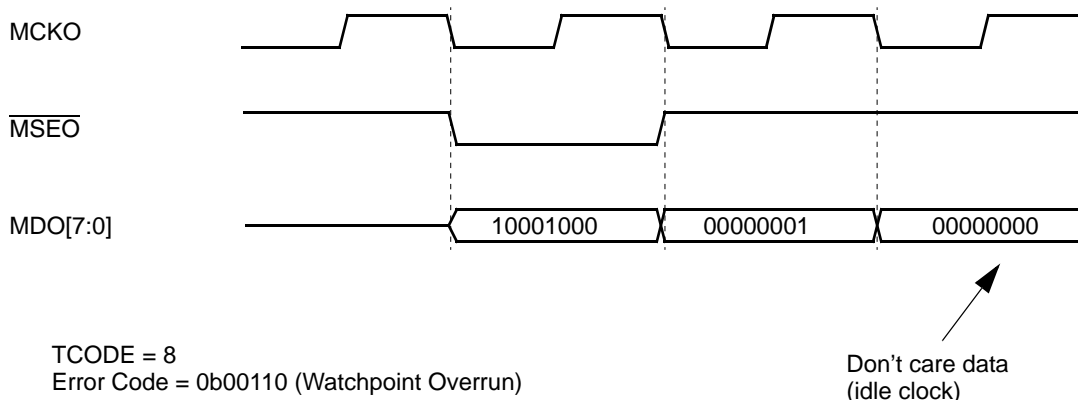 MCKO
MSEO
MDO[7:0]
10001000
00000001
00000000
TCODE = 8
Error Code = 0b00110 (Watchpoint Overrun)
Don't care data
(idle clock)